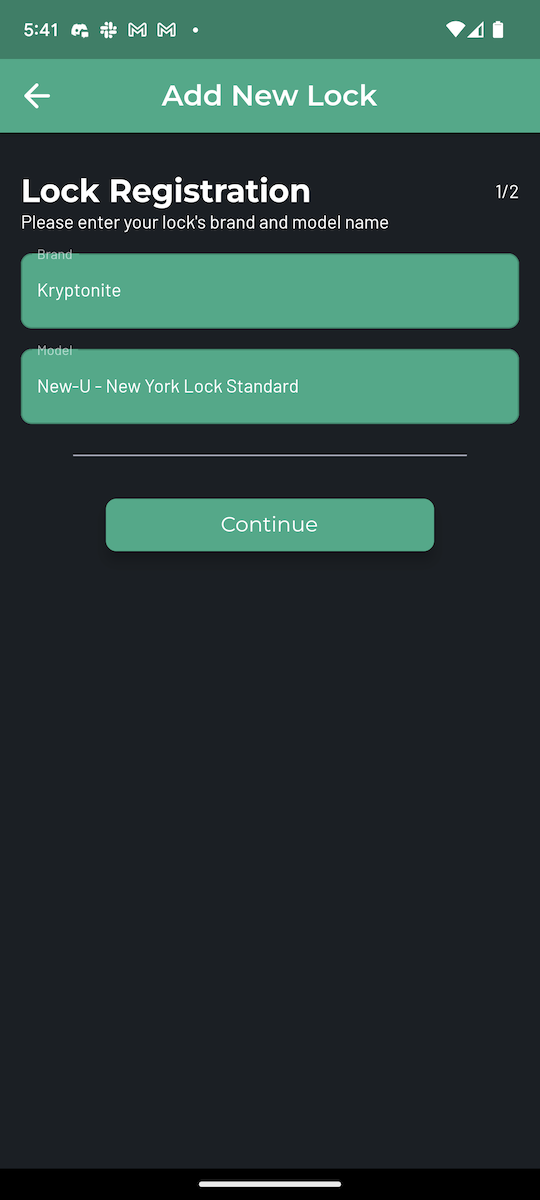 5:41
Add New Lock
Lock Registration
1/2
Please enter your lock's brand and model name
Brand
Kryptonite
Model
New-U - New York Lock Standard
Continue